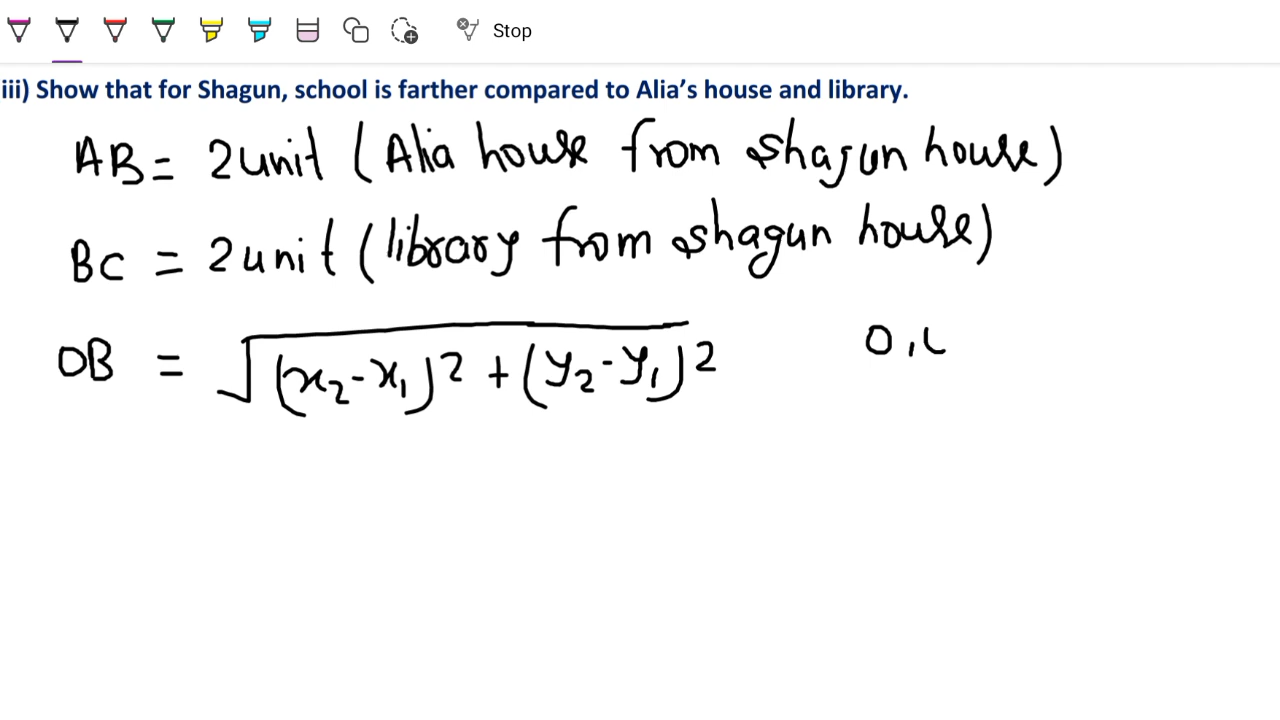 Stop
iii) Show that for Shagun, school is farther compared to Alia's house and library.
AB = 2unit (Alia house from shagun house)
BC = 2unit (library from shagun house)
OB = √(x₂-x₁)² + (y₂-y₁)² 0,